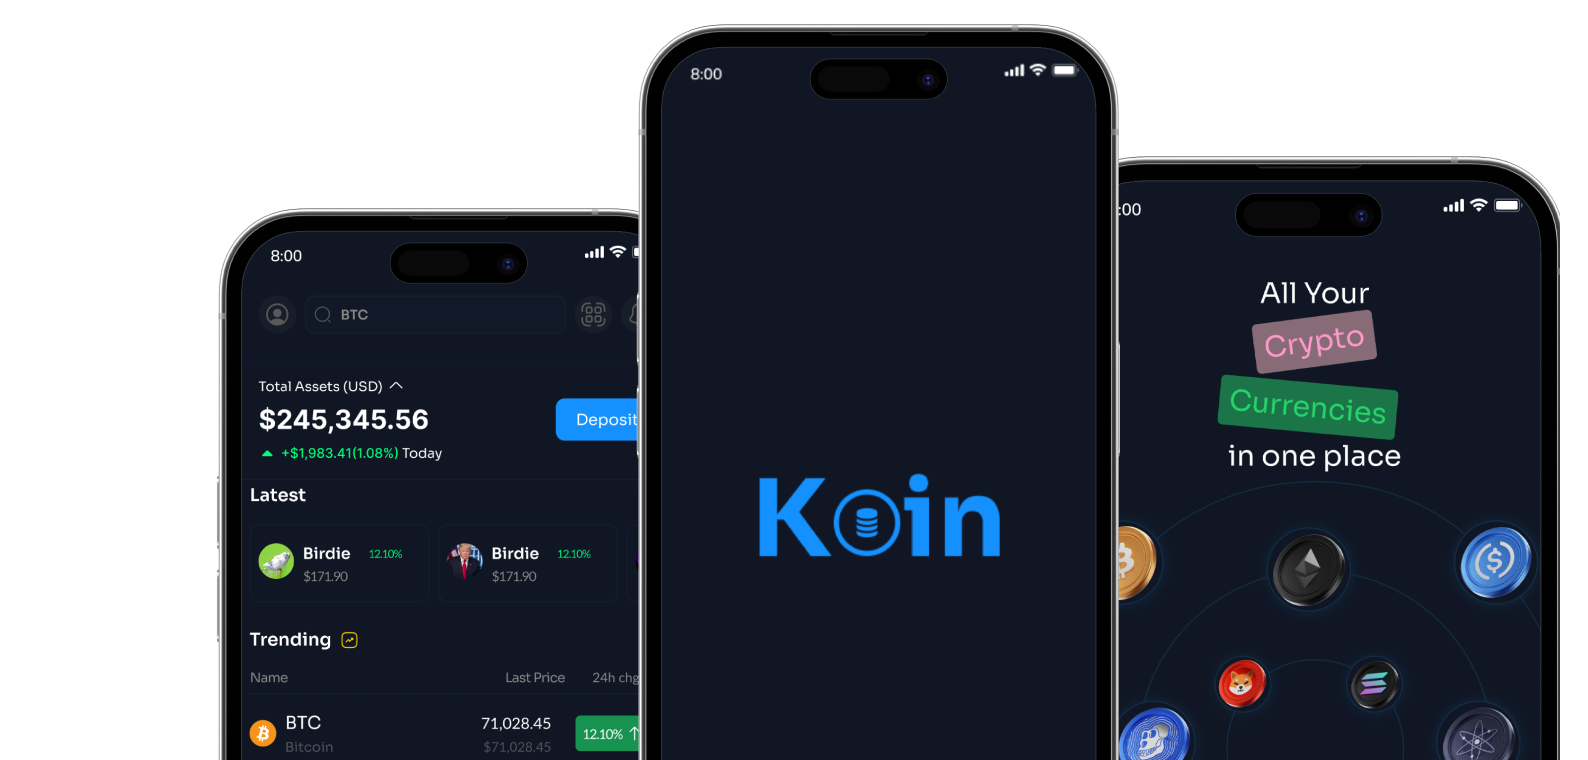 8:00
BTC
Total Assets (USD)
$245,345.56
Deposit
+$1,983.41(1.08%) Today
Latest
Birdie 12.10%
$171.90
Birdie 12.10%
$171.90
Trending
Name Last Price 24h chg
BTC 71,028.45 12.10%
Bitcoin $71,028.45
8:00
Koin
:00
All Your
Crypto
Currencies
in one place